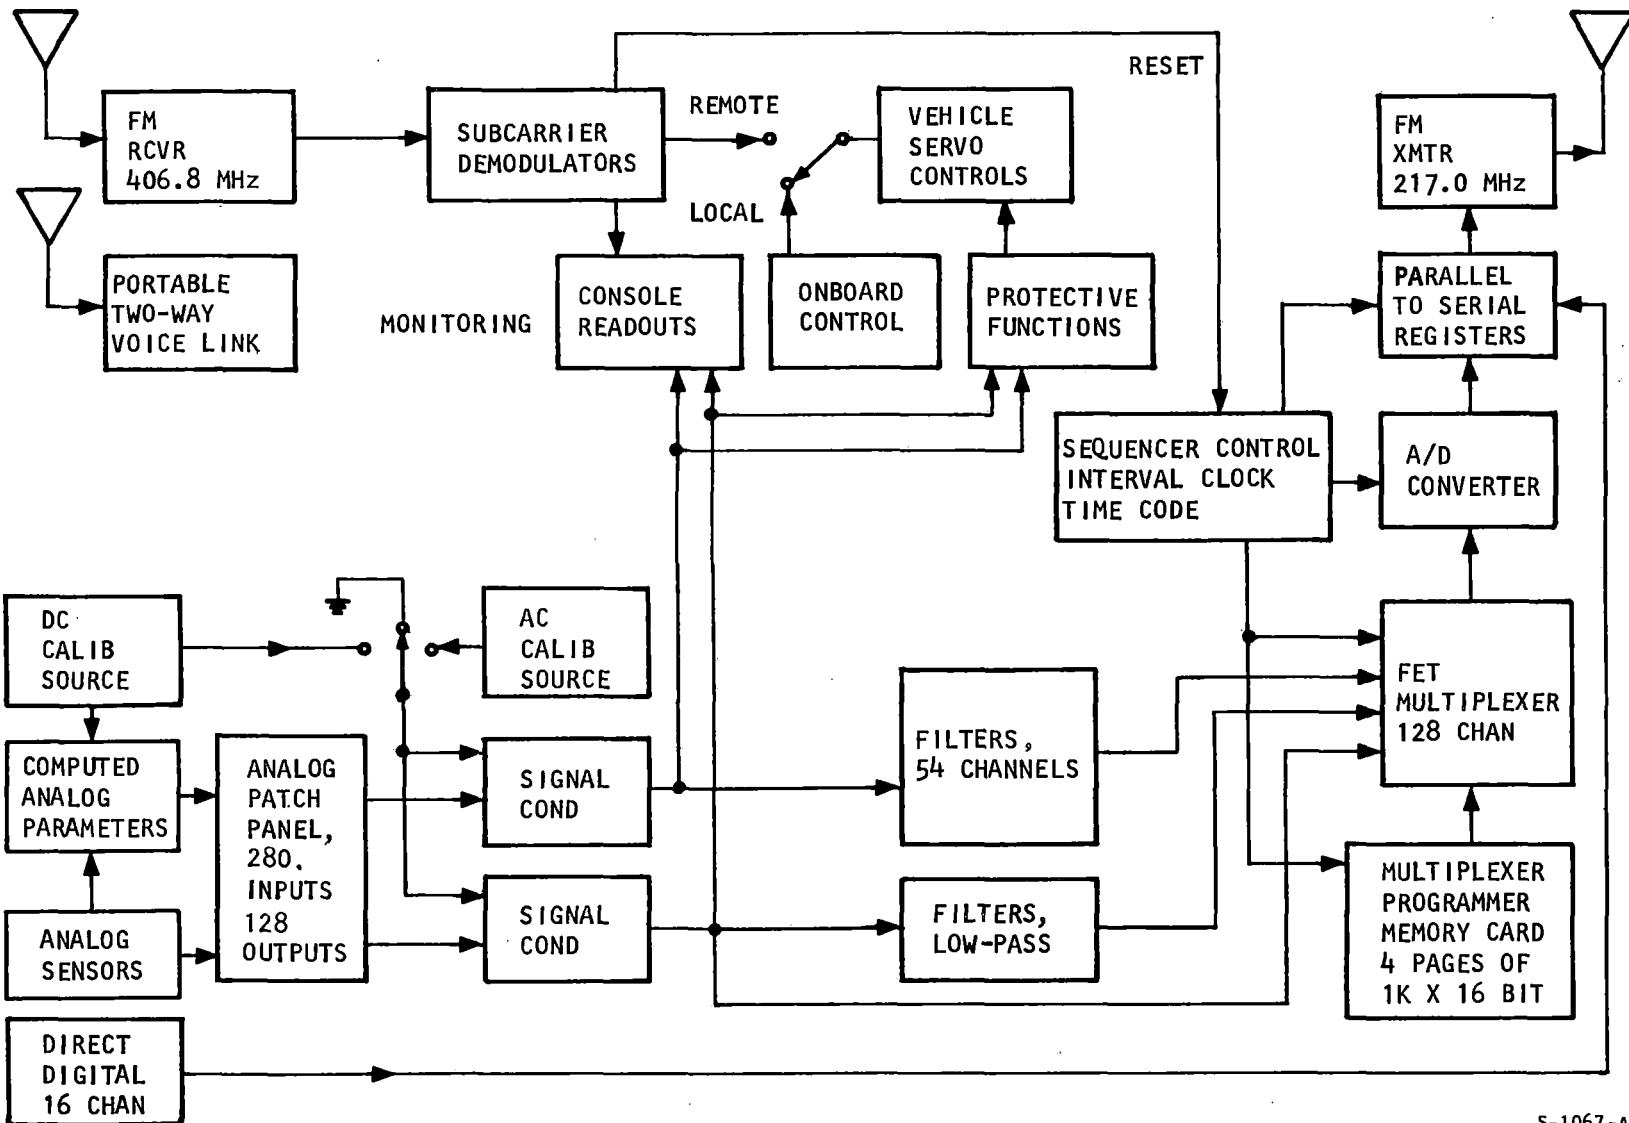 FM
RCVR
406.8 MHz
SUBCARRIER
DEMODULATORS
REMOTE
LOCAL
VEHICLE
SERVO
CONTROLS
RESET
FM
XMTR
217.0 MHz
PORTABLE
TWO-WAY
VOICE LINK
MONITORING
CONSOLE
READOUTS
ONBOARD
CONTROL
PROTECTIVE
FUNCTIONS
PARALLEL
TO SERIAL
REGISTERS
SEQUENCER CONTROL
INTERVAL CLOCK
TIME CODE
A/D
CONVERTER
DC
CALIB
SOURCE
AC
CALIB
SOURCE
COMPUTED
ANALOG
PARAMETERS
ANALOG
PATCH
PANEL,
280.
INPUTS
128
OUTPUTS
SIGNAL
COND
FILTERS,
54 CHANNELS
FET
MULTIPLEXER
128 CHAN
ANALOG
SENSORS
SIGNAL
COND
FILTERS,
LOW-PASS
MULTIPLEXER
PROGRAMMER
MEMORY CARD
4 PAGES OF
1K X 16 BIT
DIRECT
DIGITAL
16 CHAN
S-1067-A